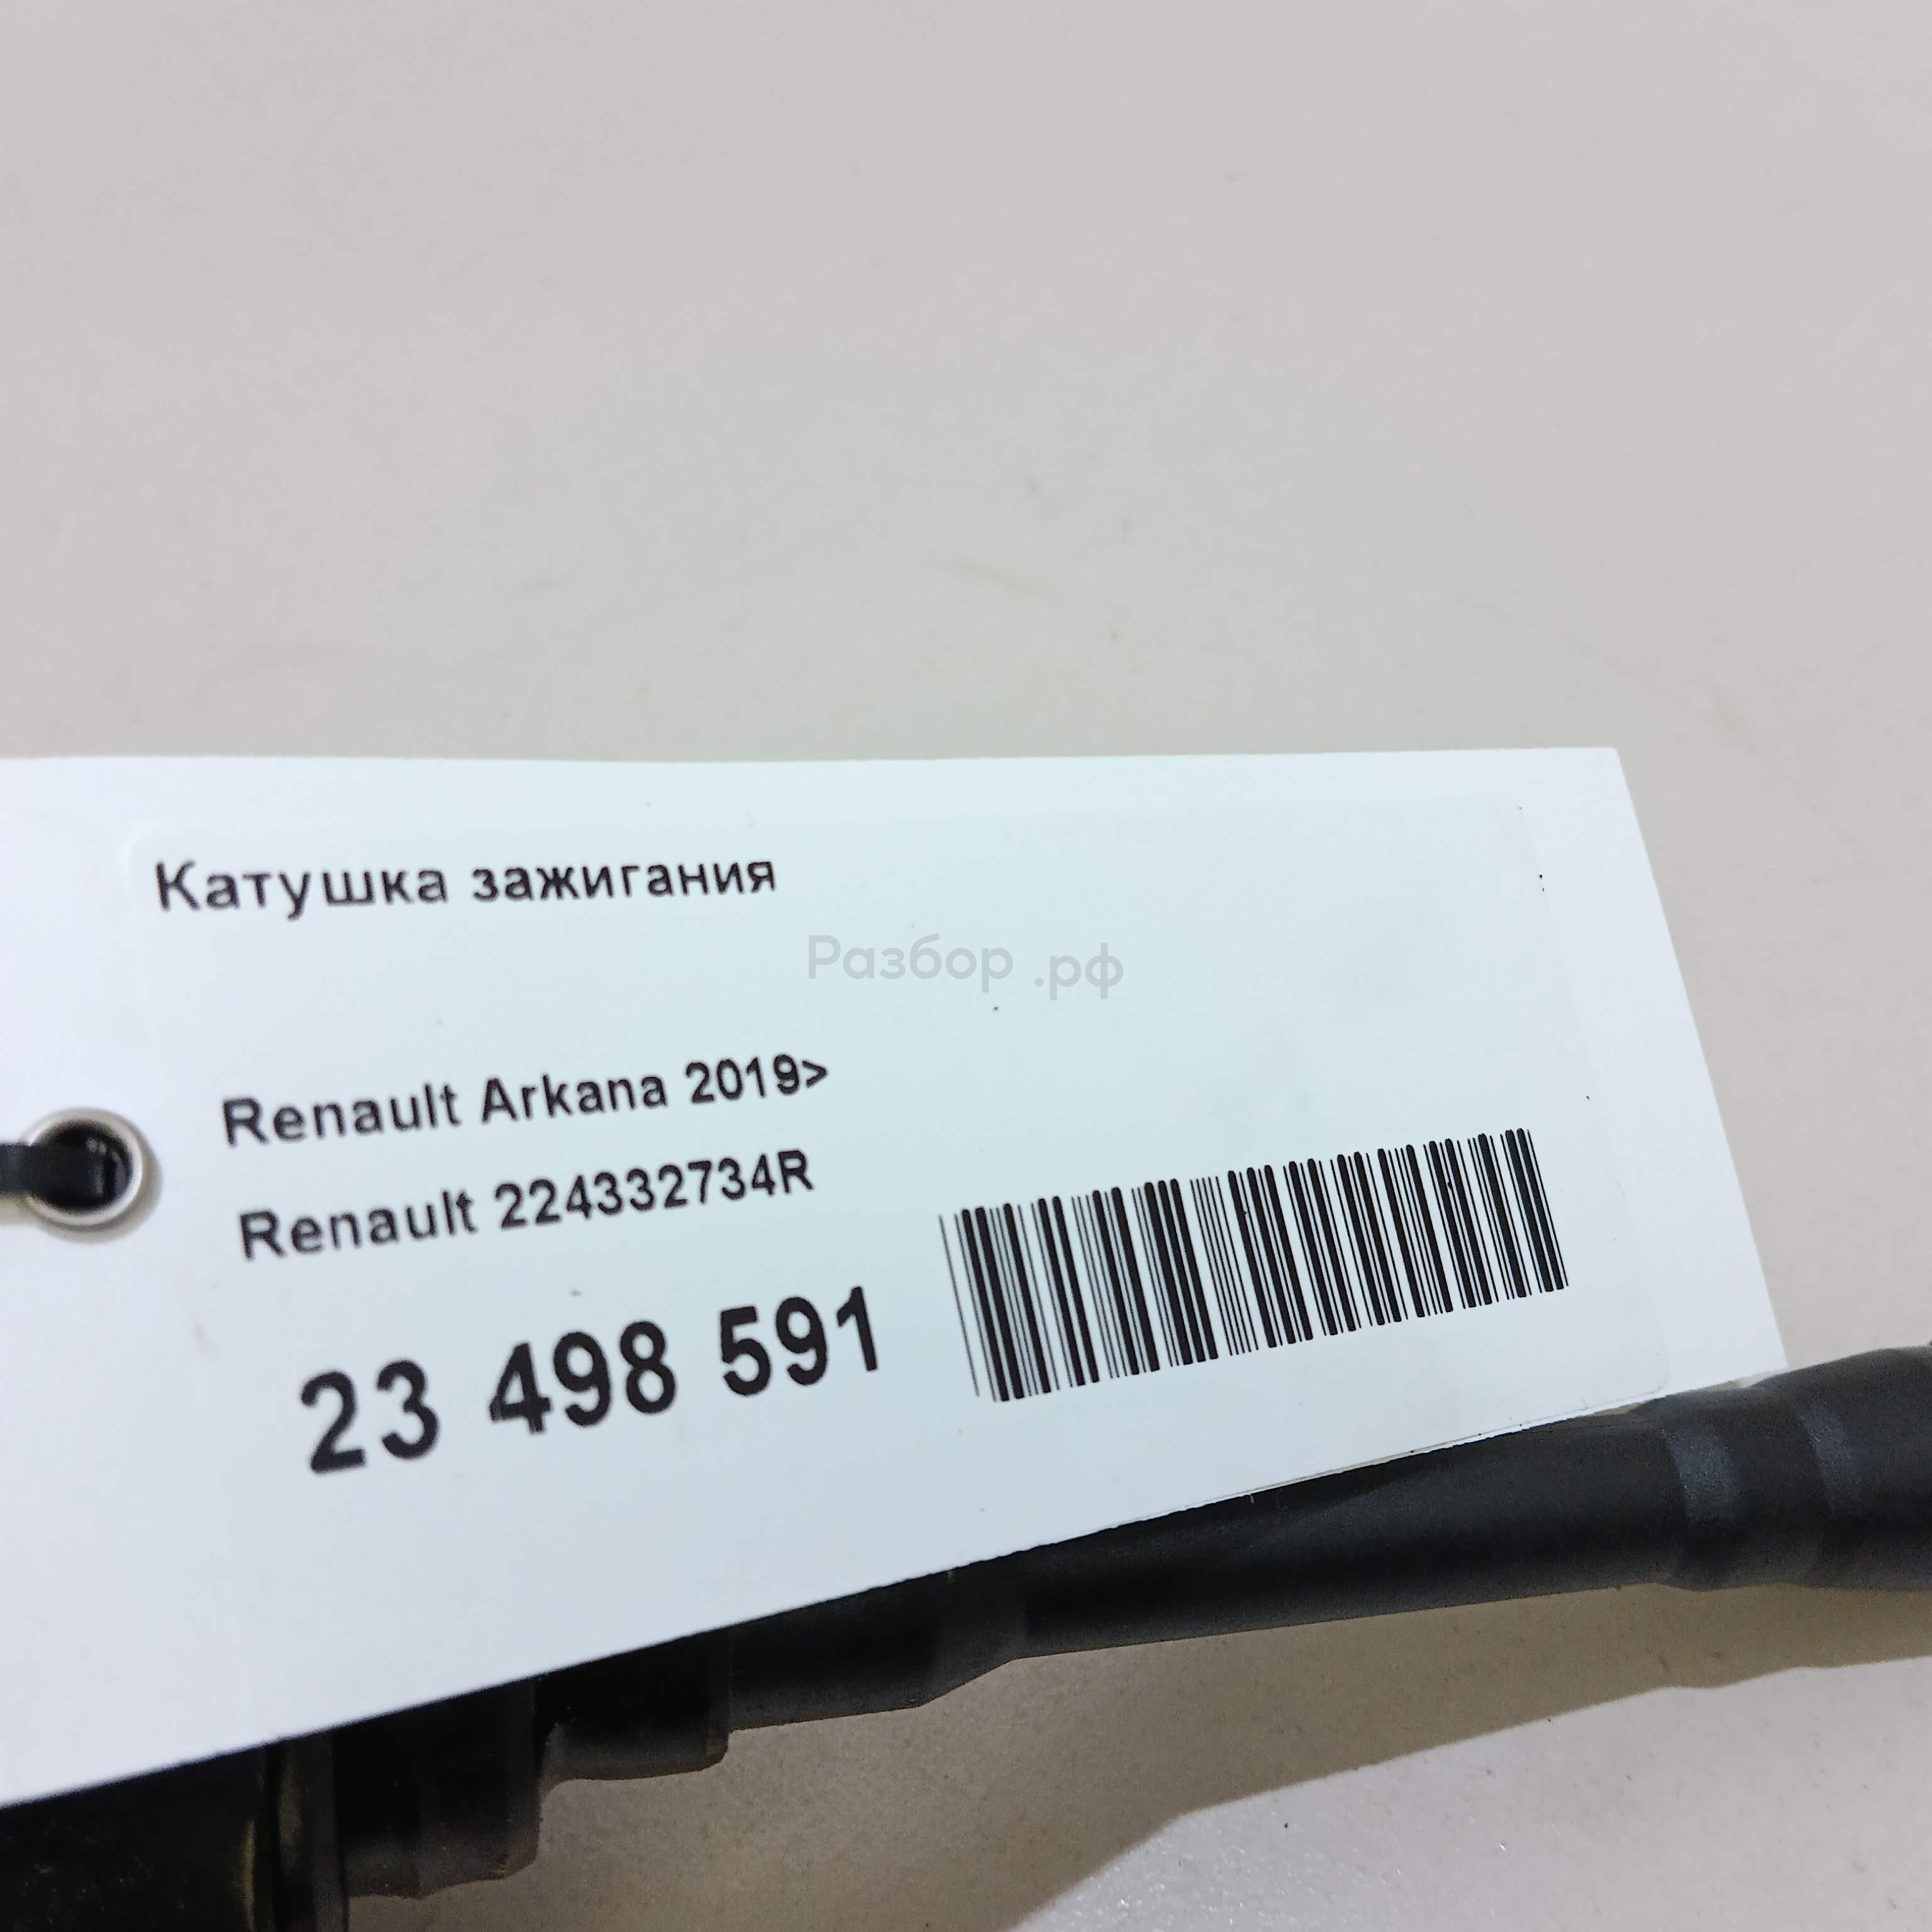 Катушка зажигания
Разбор .рф
Renault Arkana 2019>
Renault 224332734R
23 498 591